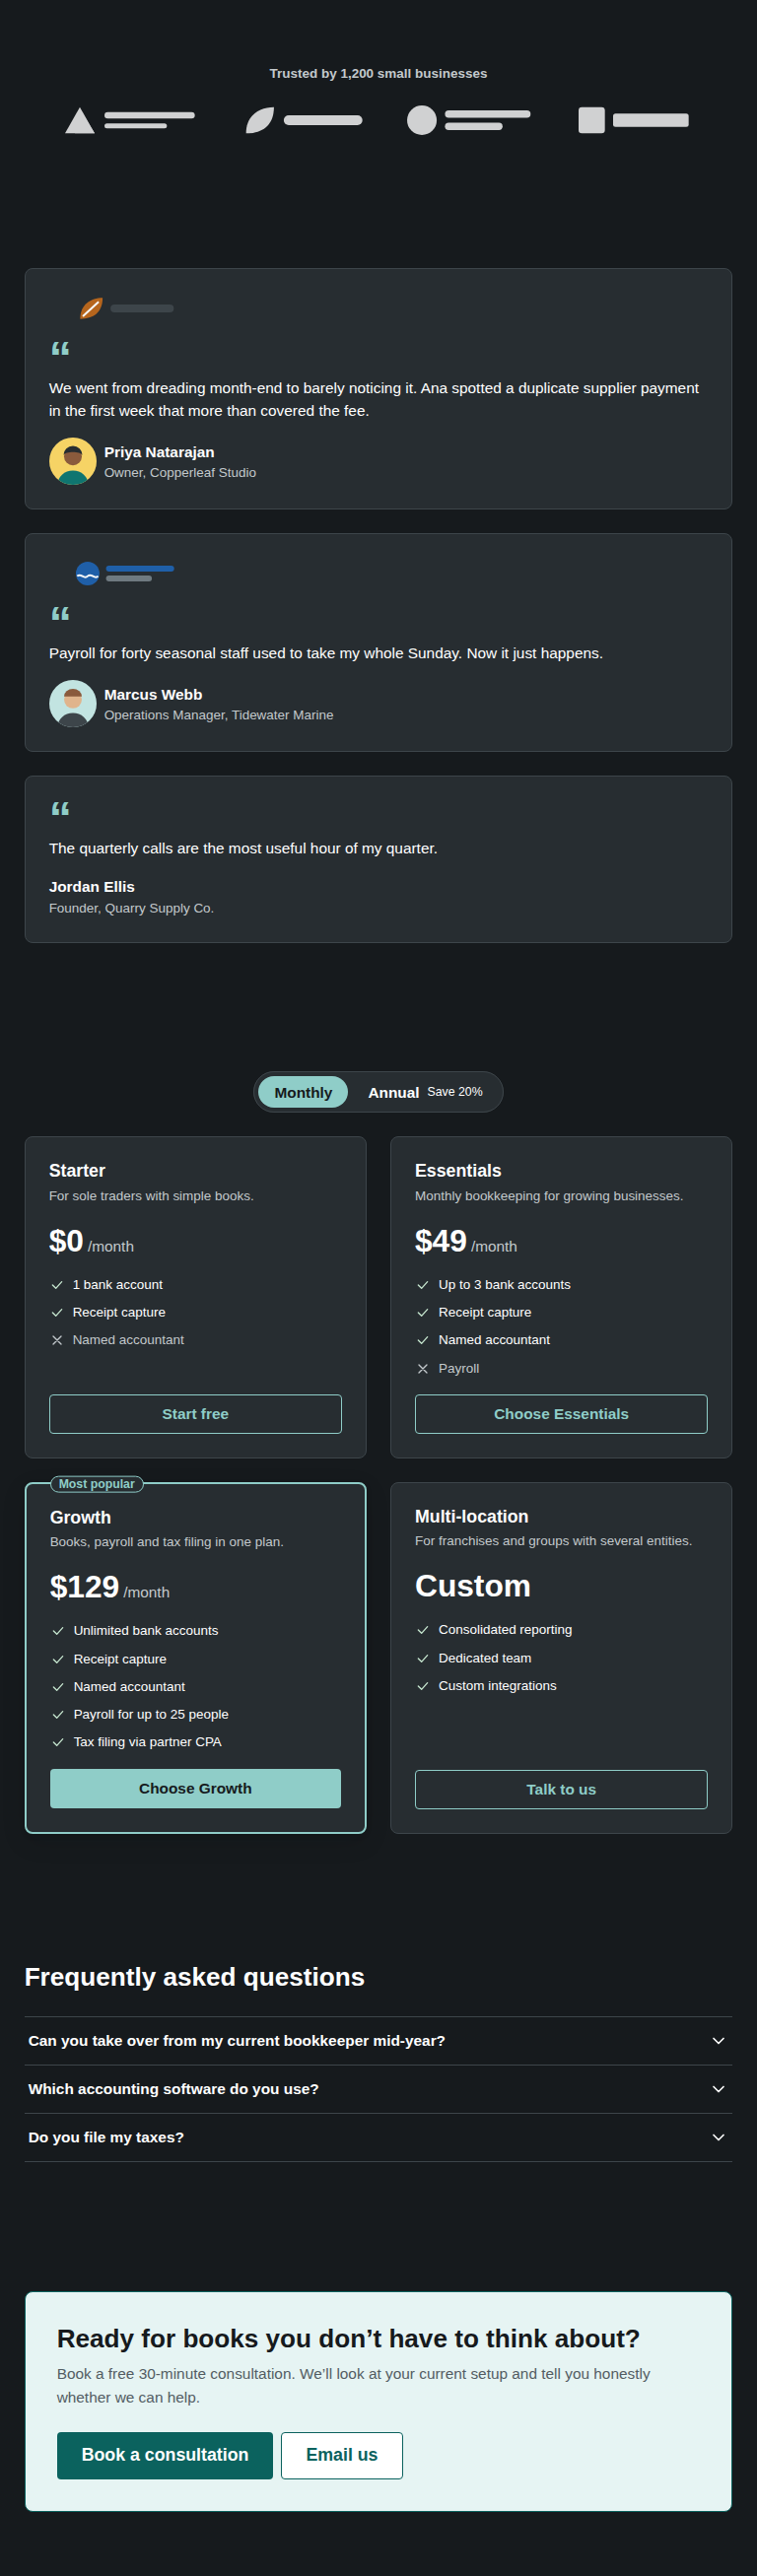 Trusted by 1,200 small businesses
“
We went from dreading month-end to barely noticing it. Ana spotted a duplicate supplier payment
in the first week that more than covered the fee.
Priya Natarajan
Owner, Copperleaf Studio
“
Payroll for forty seasonal staff used to take my whole Sunday. Now it just happens.
Marcus Webb
Operations Manager, Tidewater Marine
“
The quarterly calls are the most useful hour of my quarter.
Jordan Ellis
Founder, Quarry Supply Co.
Monthly Annual Save 20%
Starter
For sole traders with simple books.
$0 /month
1 bank account
Receipt capture
Named accountant
Start free
Essentials
Monthly bookkeeping for growing businesses.
$49 /month
Up to 3 bank accounts
Receipt capture
Named accountant
Payroll
Choose Essentials
Most popular
Growth
Books, payroll and tax filing in one plan.
$129 /month
Unlimited bank accounts
Receipt capture
Named accountant
Payroll for up to 25 people
Tax filing via partner CPA
Choose Growth
Multi-location
For franchises and groups with several entities.
Custom
Consolidated reporting
Dedicated team
Custom integrations
Talk to us
Frequently asked questions
Can you take over from my current bookkeeper mid-year?
Which accounting software do you use?
Do you file my taxes?
Ready for books you don’t have to think about?
Book a free 30-minute consultation. We’ll look at your current setup and tell you honestly
whether we can help.
Book a consultation
Email us